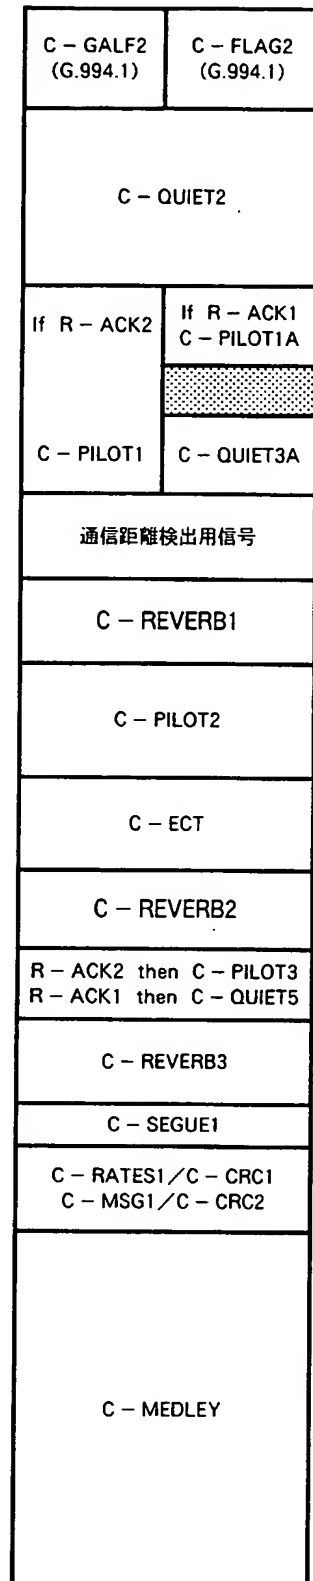 C－GALF2
(G.994.1)
C－FLAG2
(G.994.1)
C－QUIET2
If R－ACK2
C－PILOT1
If R－ACK1
C－PILOT1A
C－QUIET3A
通信距離検出用信号
C－REVERB1
C－PILOT2
C－ECT
C－REVERB2
R－ACK2 then C－PILOT3
R－ACK1 then C－QUIET5
C－REVERB3
C－SEGUE1
C－RATES1／C－CRC1
C－MSG1／C－CRC2
C－MEDLEY